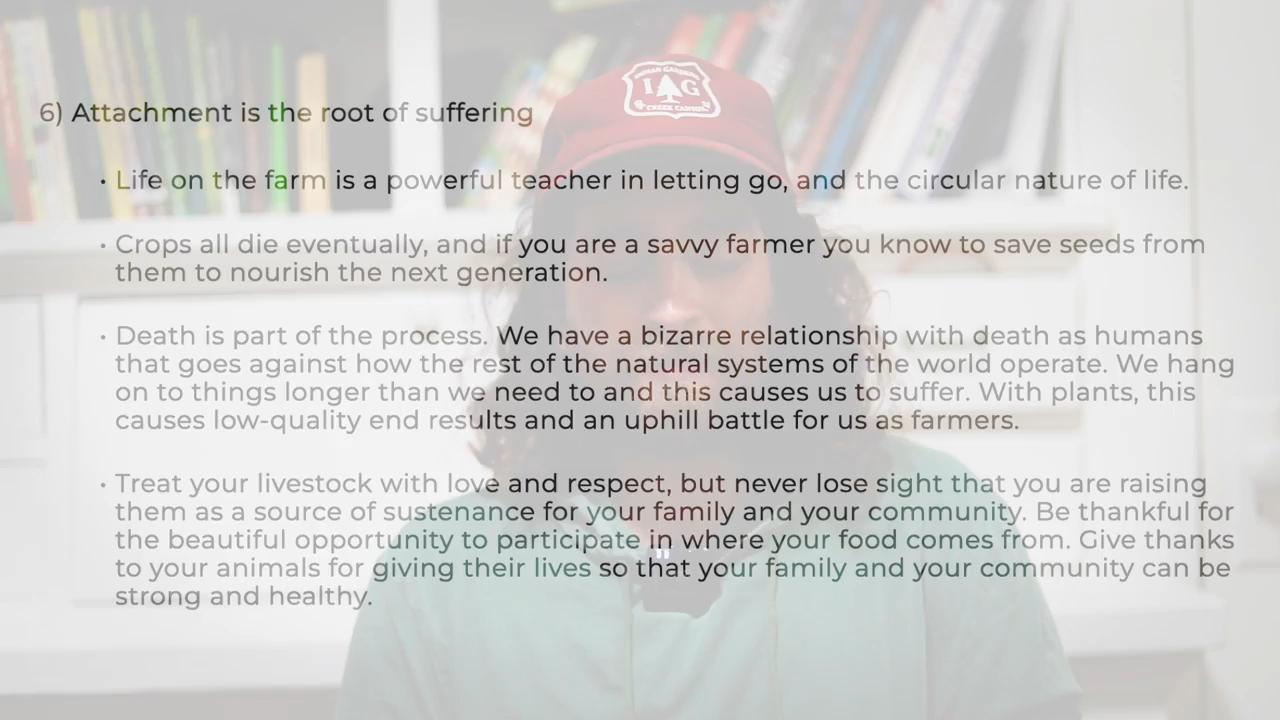 INDIAN GARDENS
I G
CREEK CANYON
6) Attachment is the root of suffering
• Life on the farm is a powerful teacher in letting go, and the circular nature of life.
• Crops all die eventually, and if you are a savvy farmer you know to save seeds from
them to nourish the next generation.
• Death is part of the process. We have a bizarre relationship with death as humans
that goes against how the rest of the natural systems of the world operate. We hang
on to things longer than we need to and this causes us to suffer. With plants, this
causes low-quality end results and an uphill battle for us as farmers.
• Treat your livestock with love and respect, but never lose sight that you are raising
them as a source of sustenance for your family and your community. Be thankful for
the beautiful opportunity to participate in where your food comes from. Give thanks
to your animals for giving their lives so that your family and your community can be
strong and healthy.